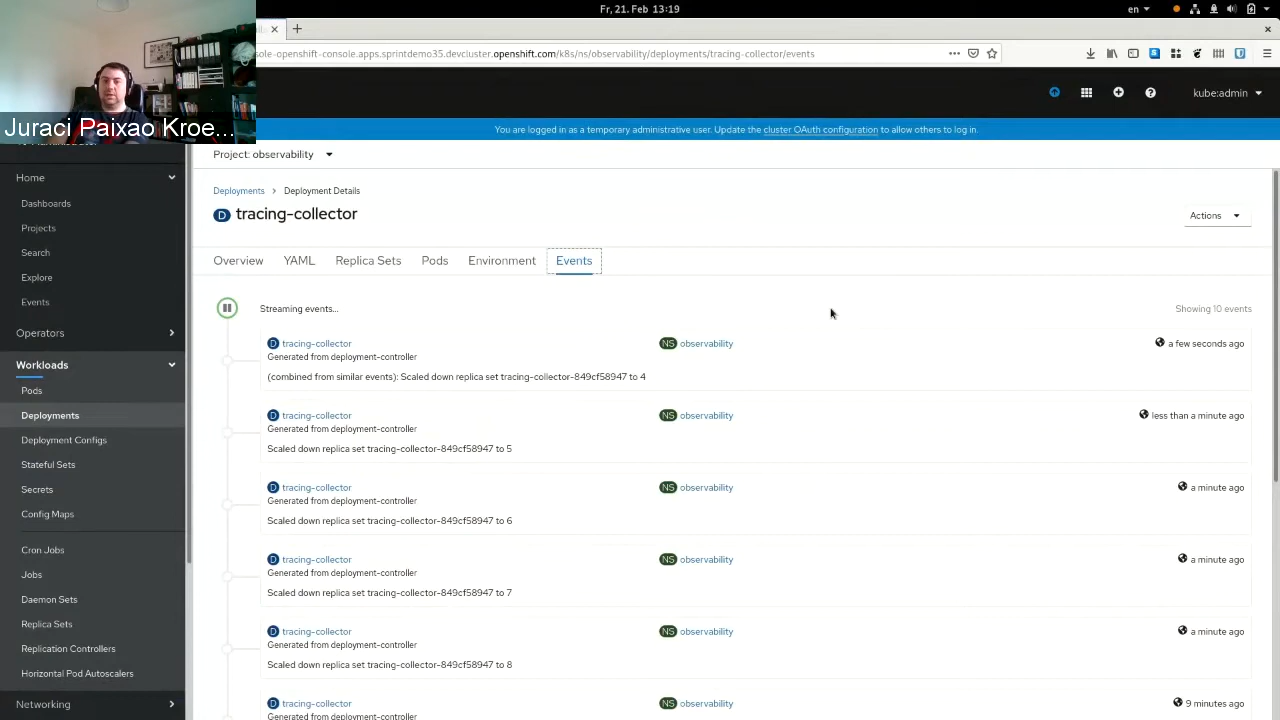 Fr, 21. Feb 13:19
en
ole-openshift-console.apps.sprintdemo35.devcluster.openshift.com/k8s/ns/observability/deployments/tracing-collector/events
kube:admin
Juraci Paixao Kroe...
You are logged in as a temporary administrative user. Update the cluster OAuth configuration to allow others to log in.
Project: observability
Home
Dashboards
Projects
Search
Explore
Events
Operators
Workloads
Pods
Deployments
Deployment Configs
Stateful Sets
Secrets
Config Maps
Cron Jobs
Jobs
Daemon Sets
Replica Sets
Replication Controllers
Horizontal Pod Autoscalers
Networking
Deployments > Deployment Details
D tracing-collector
Actions
Overview YAML Replica Sets Pods Environment Events
Streaming events...
Showing 10 events
D tracing-collector NS observability a few seconds ago
Generated from deployment-controller
(combined from similar events): Scaled down replica set tracing-collector-849cf58947 to 4
D tracing-collector NS observability less than a minute ago
Generated from deployment-controller
Scaled down replica set tracing-collector-849cf58947 to 5
D tracing-collector NS observability a minute ago
Generated from deployment-controller
Scaled down replica set tracing-collector-849cf58947 to 6
D tracing-collector NS observability a minute ago
Generated from deployment-controller
Scaled down replica set tracing-collector-849cf58947 to 7
D tracing-collector NS observability a minute ago
Generated from deployment-controller
Scaled down replica set tracing-collector-849cf58947 to 8
D tracing-collector NS observability 9 minutes ago
Generated from deployment-controller